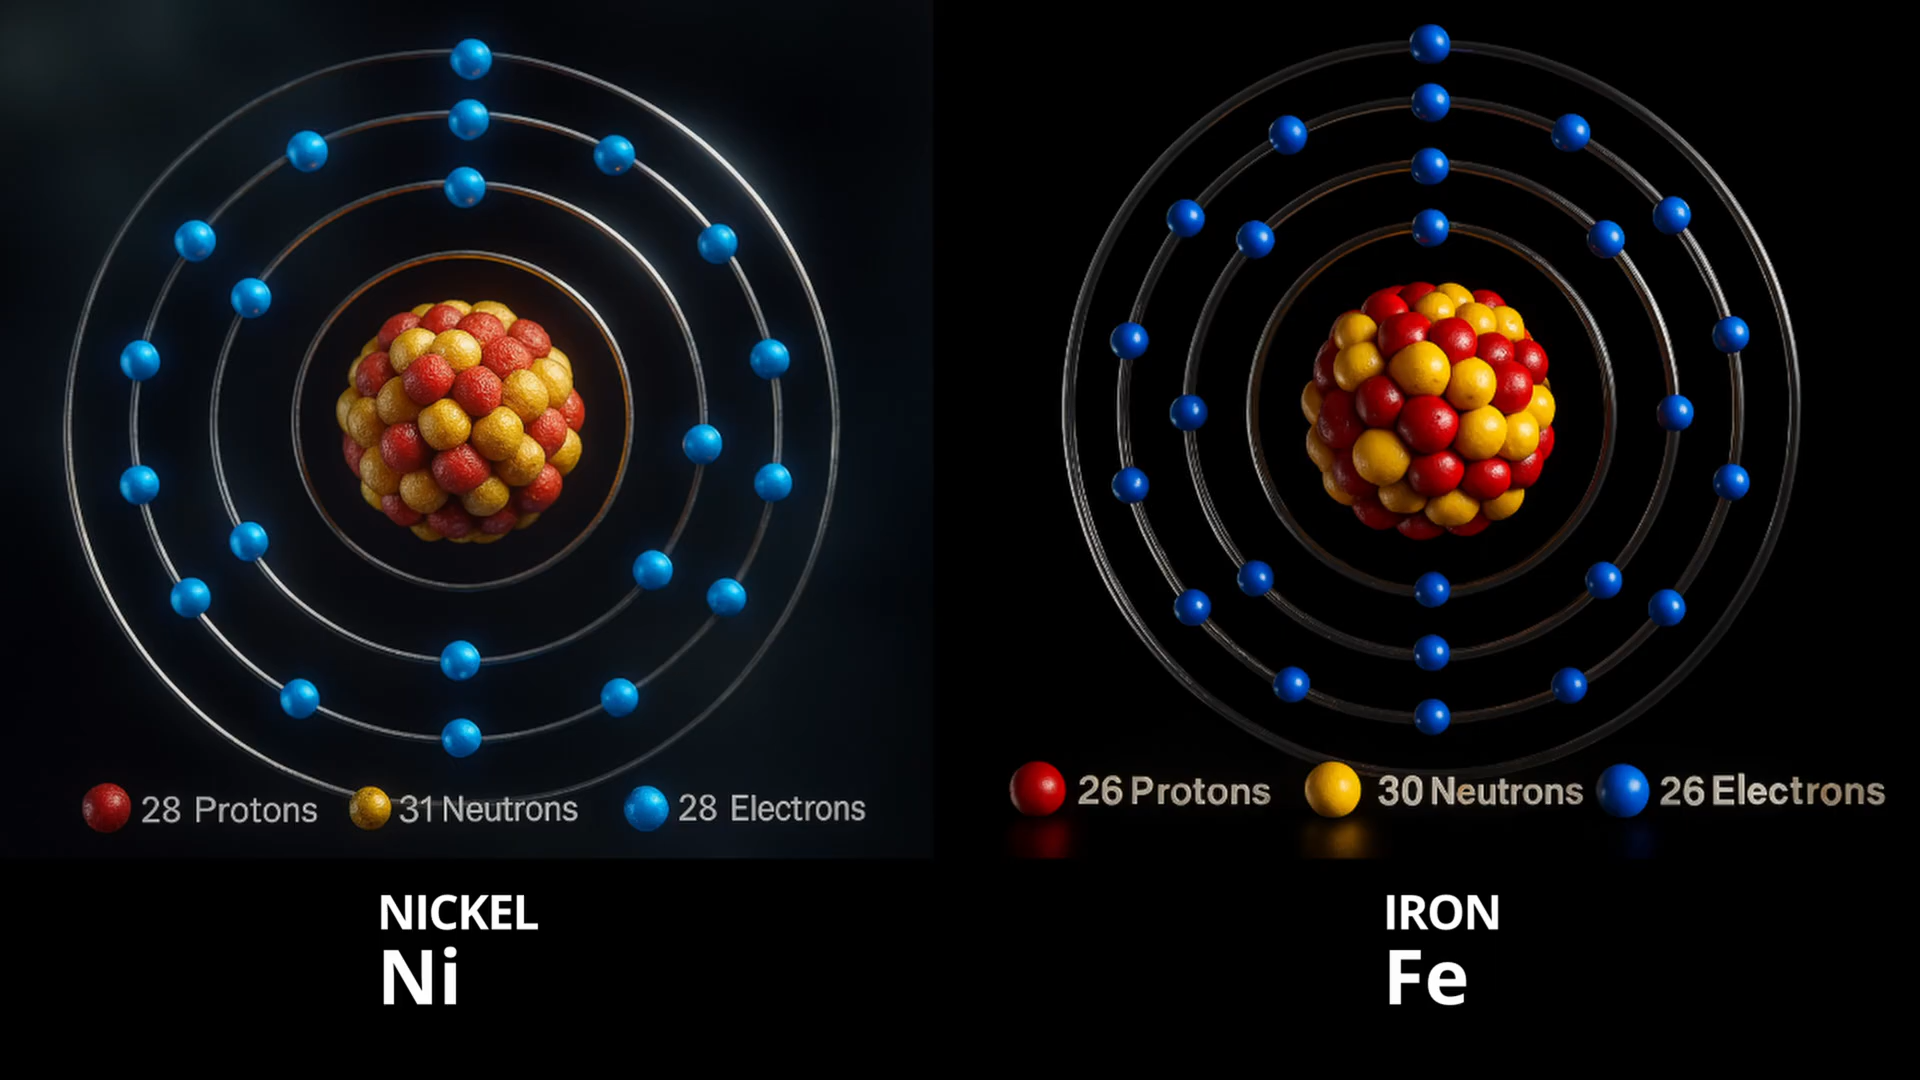 28 Protons 31 Neutrons 28 Electrons
NICKEL
Ni
26 Protons 30 Neutrons 26 Electrons
IRON
Fe